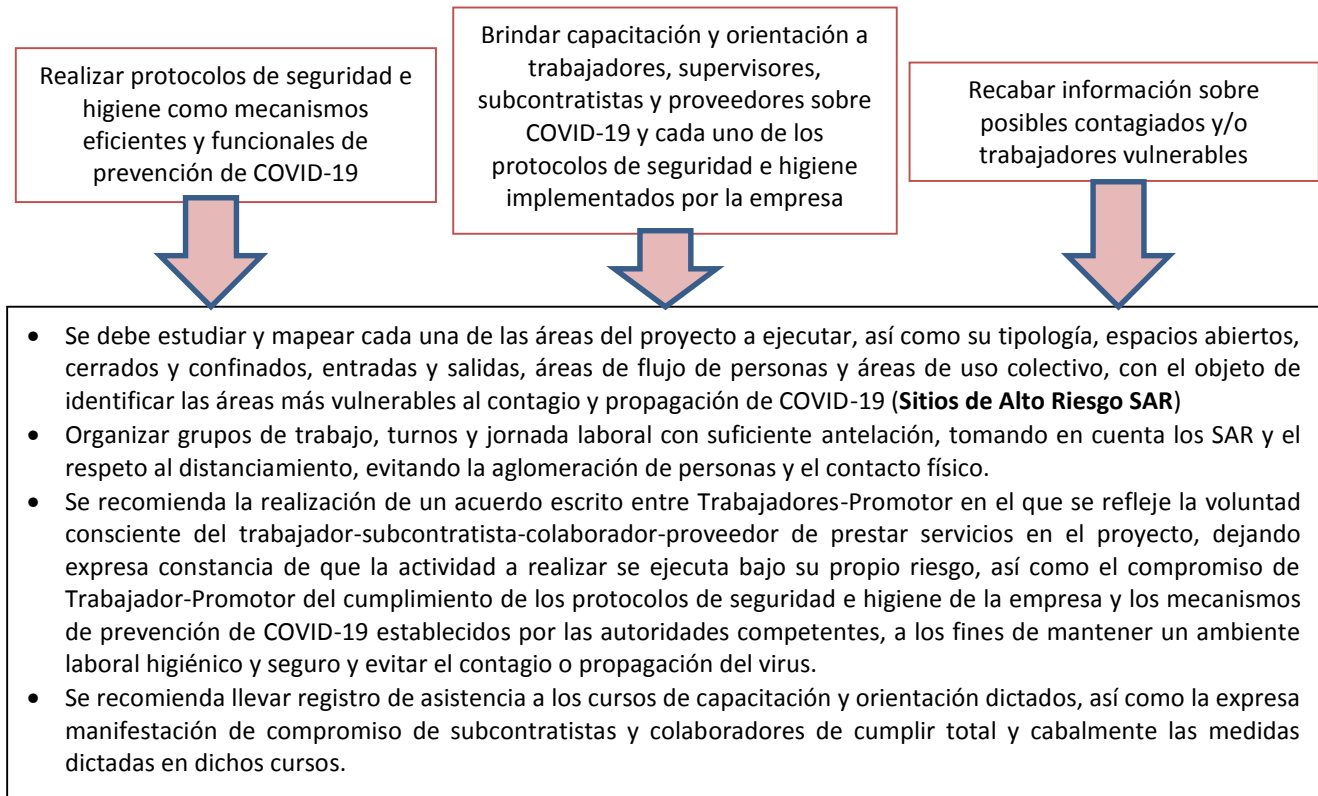 Realizar protocolos de seguridad e
higiene como mecanismos
eficientes y funcionales de
prevención de COVID-19
Brindar capacitación y orientación a
trabajadores, supervisores,
subcontratistas y proveedores sobre
COVID-19 y cada uno de los
protocolos de seguridad e higiene
implementados por la empresa
Recabar información sobre
posibles contagiados y/o
trabajadores vulnerables
• Se debe estudiar y mapear cada una de las áreas del proyecto a ejecutar, así como su tipología, espacios abiertos,
cerrados y confinados, entradas y salidas, áreas de flujo de personas y áreas de uso colectivo, con el objeto de
identificar las áreas más vulnerables al contagio y propagación de COVID-19 (Sitios de Alto Riesgo SAR)
• Organizar grupos de trabajo, turnos y jornada laboral con suficiente antelación, tomando en cuenta los SAR y el
respeto al distanciamiento, evitando la aglomeración de personas y el contacto físico.
• Se recomienda la realización de un acuerdo escrito entre Trabajadores-Promotor en el que se refleje la voluntad
consciente del trabajador-subcontratista-colaborador-proveedor de prestar servicios en el proyecto, dejando
expresa constancia de que la actividad a realizar se ejecuta bajo su propio riesgo, así como el compromiso de
Trabajador-Promotor del cumplimiento de los protocolos de seguridad e higiene de la empresa y los mecanismos
de prevención de COVID-19 establecidos por las autoridades competentes, a los fines de mantener un ambiente
laboral higiénico y seguro y evitar el contagio o propagación del virus.
• Se recomienda llevar registro de asistencia a los cursos de capacitación y orientación dictados, así como la expresa
manifestación de compromiso de subcontratistas y colaboradores de cumplir total y cabalmente las medidas
dictadas en dichos cursos.